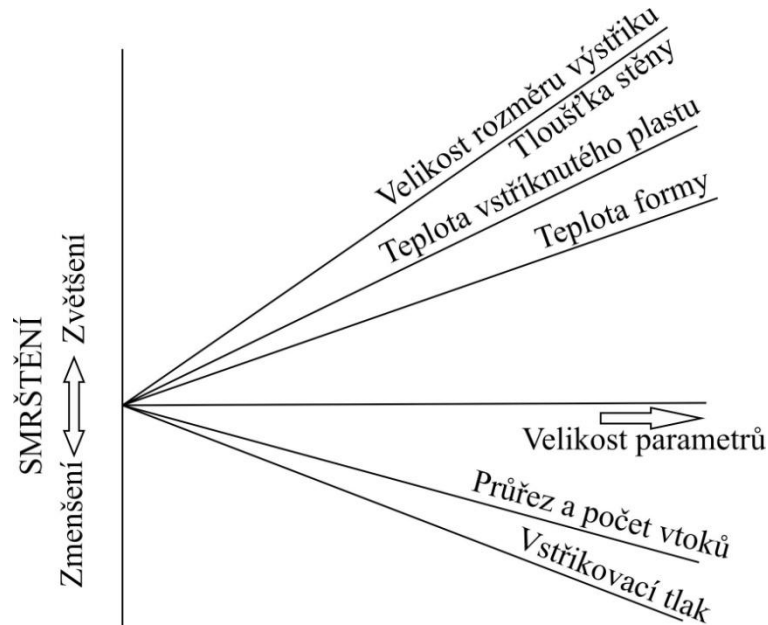 Velikost rozměru výstřiku
Tloušťka stěny
Teplota vstříknutého plastu
Teplota formy
SMRŠTĚNÍ
Zvětšení
Zmenšení
Velikost parametrů
Průřez a počet vtoků
Vstřikovací tlak